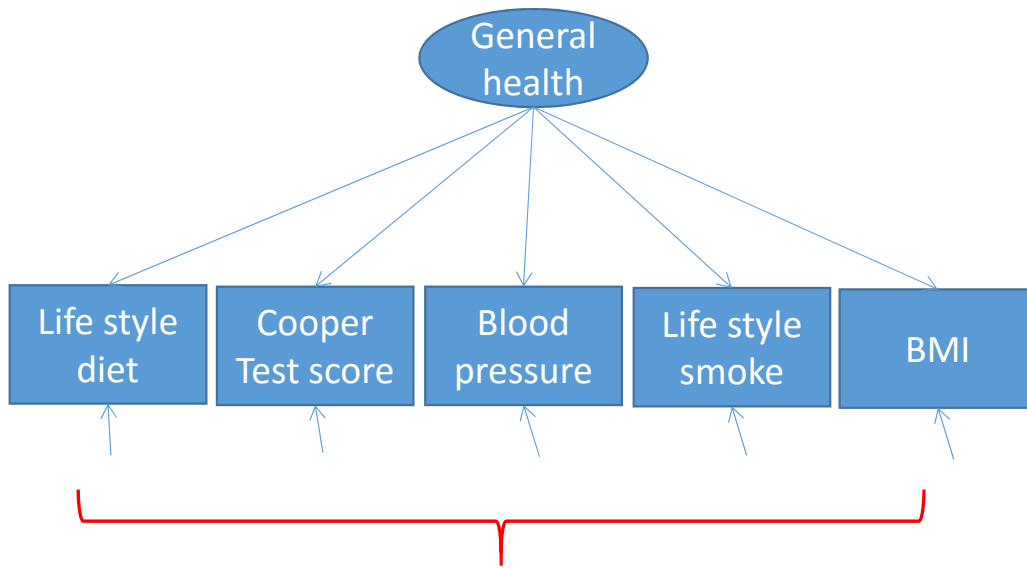 General
health
Life style
diet
Cooper
Test score
Blood
pressure
Life style
smoke
BMI